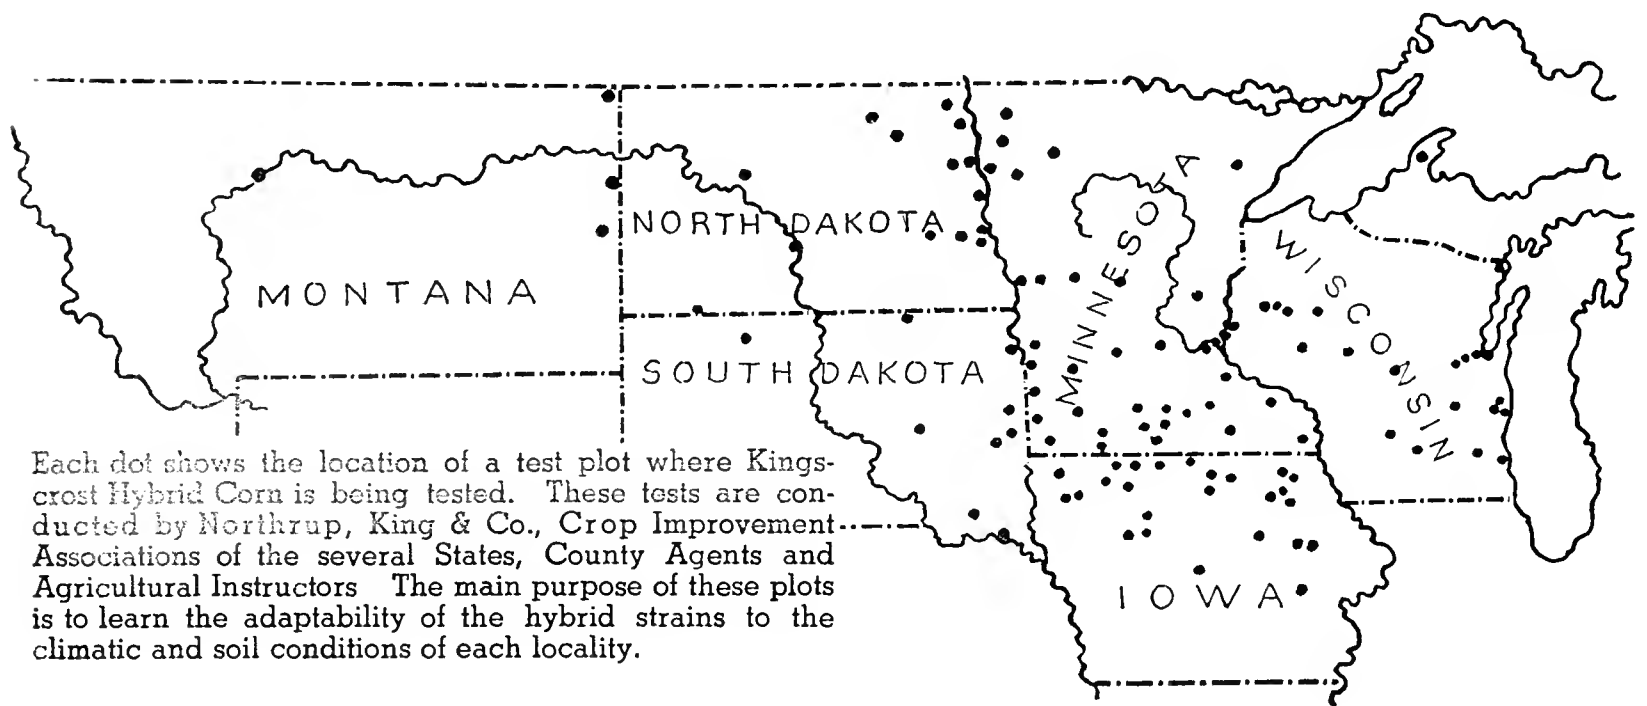 MONTANA
NORTH DAKOTA
SOUTH DAKOTA
MINNESOTA
WISCONSIN
IOWA
Each dot shows the location of a test plot where Kings-
crost Hybrid Corn is being tested. These tests are con-
ducted by Northrup, King & Co., Crop Improvement
Associations of the several States, County Agents and
Agricultural Instructors The main purpose of these plots
is to learn the adaptability of the hybrid strains to the
climatic and soil conditions of each locality.